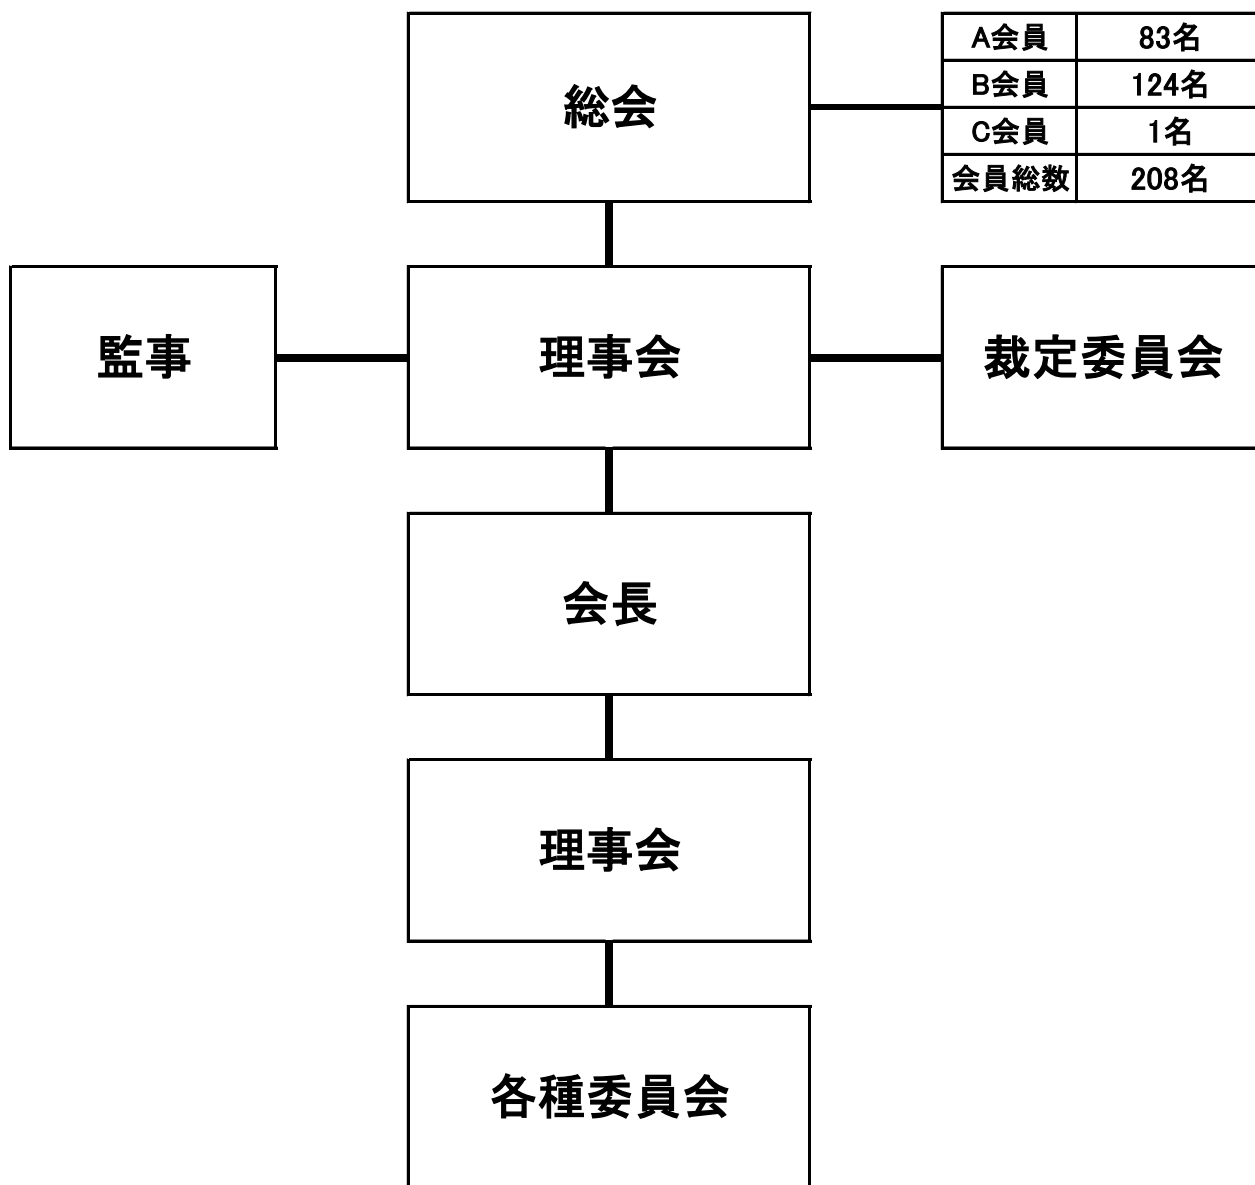 総会
A会員 83名
B会員 124名
C会員 1名
会員総数 208名
監事
理事会
裁定委員会
会長
理事会
各種委員会